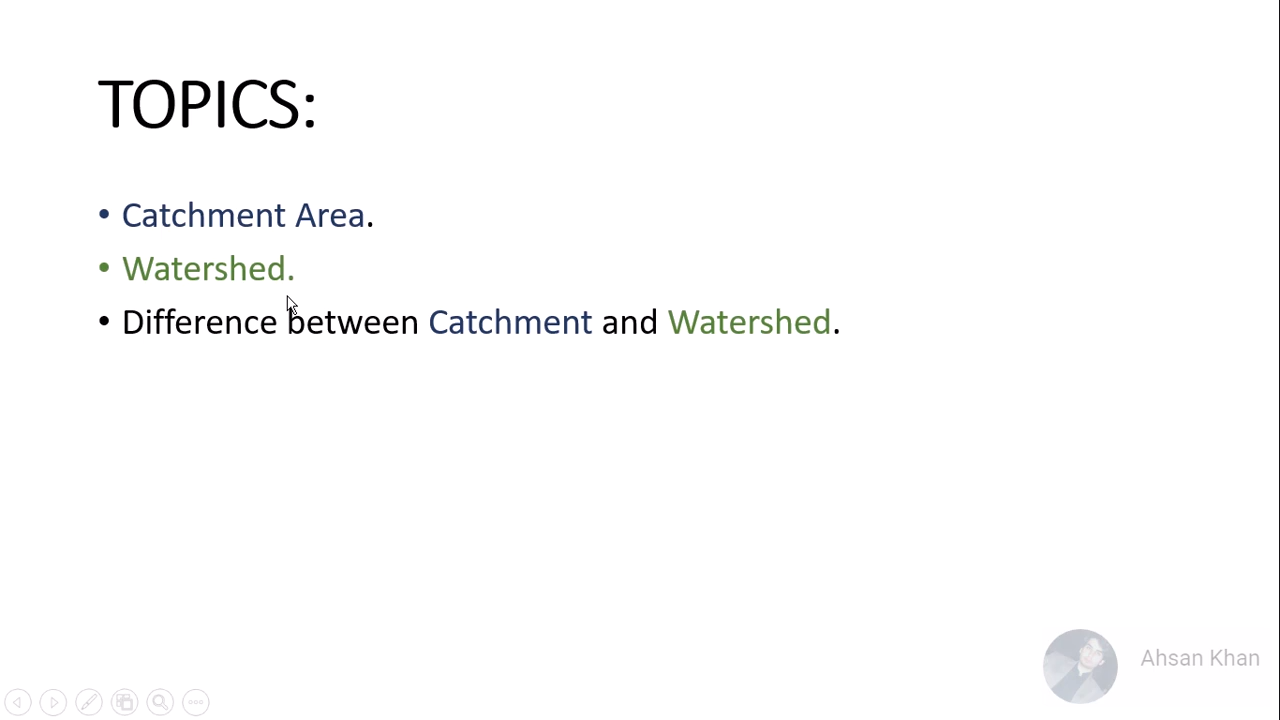 TOPICS:
• Catchment Area.
• Watershed.
• Difference between Catchment and Watershed.
Ahsan Khan